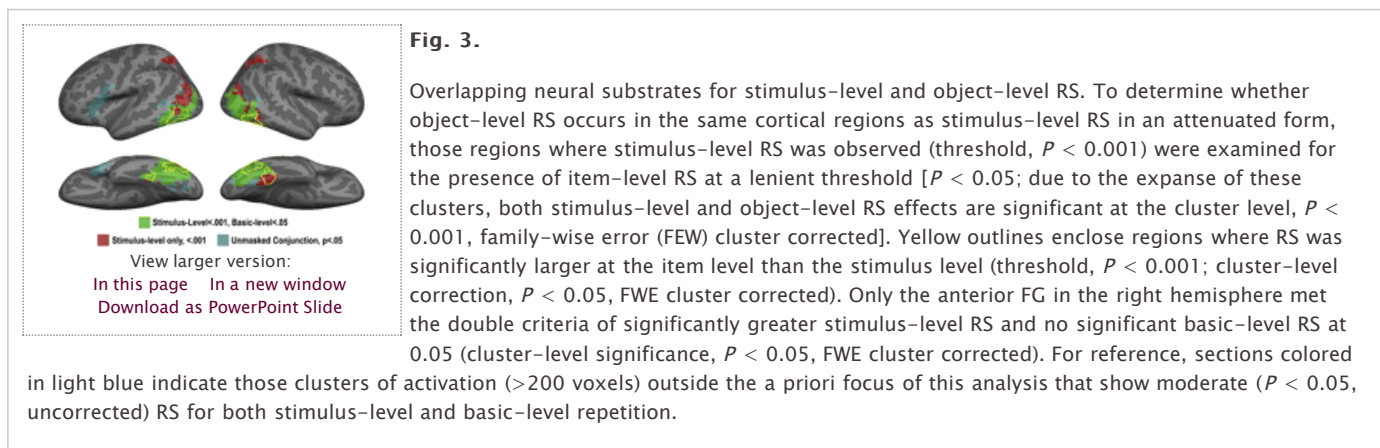 Fig. 3.
Overlapping neural substrates for stimulus-level and object-level RS. To determine whether
object-level RS occurs in the same cortical regions as stimulus-level RS in an attenuated form,
those regions where stimulus-level RS was observed (threshold, P < 0.001) were examined for
the presence of item-level RS at a lenient threshold [P < 0.05; due to the expanse of these
clusters, both stimulus-level and object-level RS effects are significant at the cluster level, P <
0.001, family-wise error (FEW) cluster corrected]. Yellow outlines enclose regions where RS was
significantly larger at the item level than the stimulus level (threshold, P < 0.001; cluster-level
correction, P < 0.05, FWE cluster corrected). Only the anterior FG in the right hemisphere met
the double criteria of significantly greater stimulus-level RS and no significant basic-level RS at
0.05 (cluster-level significance, P < 0.05, FWE cluster corrected). For reference, sections colored
in light blue indicate those clusters of activation (>200 voxels) outside the a priori focus of this analysis that show moderate (P < 0.05,
uncorrected) RS for both stimulus-level and basic-level repetition.
Stimulus-Level<.001, Basic-level<.05
Stimulus-level only, <.001 Unmasked Conjunction, p<.05
View larger version:
In this page In a new window
Download as PowerPoint Slide